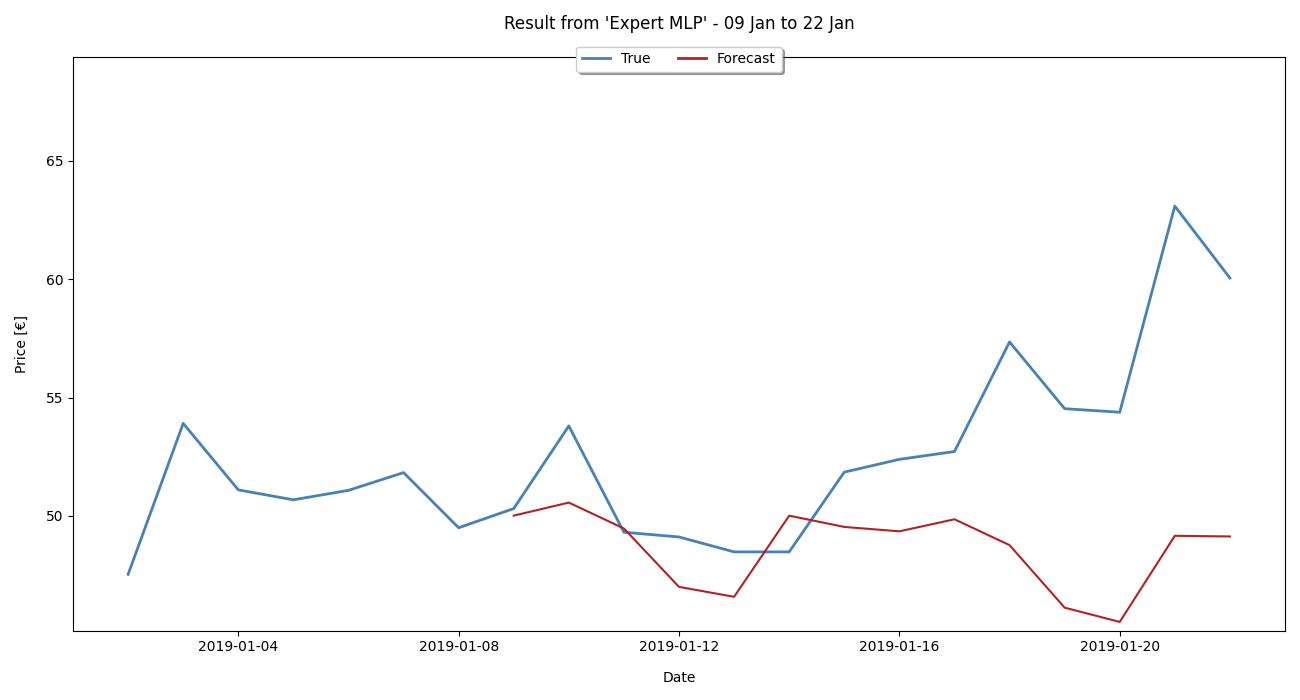 Result from 'Expert MLP' - 09 Jan to 22 Jan
True Forecast
65
60
55
50
Price [€]
2019-01-04 2019-01-08 2019-01-12 2019-01-16 2019-01-20
Date